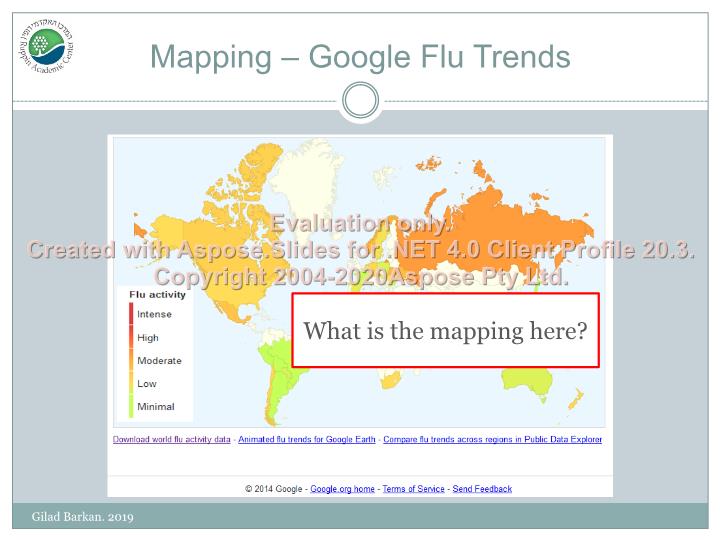 Ruppin Academic Center
Mapping – Google Flu Trends
Evaluation only.
Created with Aspose.Slides for .NET 4.0 Client Profile 20.3.
Copyright 2004-2020Aspose Pty Ltd.
Flu activity
Intense
High
Moderate
Low
Minimal
What is the mapping here?
Download world flu activity data - Animated flu trends for Google Earth - Compare flu trends across regions in Public Data Explorer
© 2014 Google - Google.org home - Terms of Service - Send Feedback
Gilad Barkan. 2019